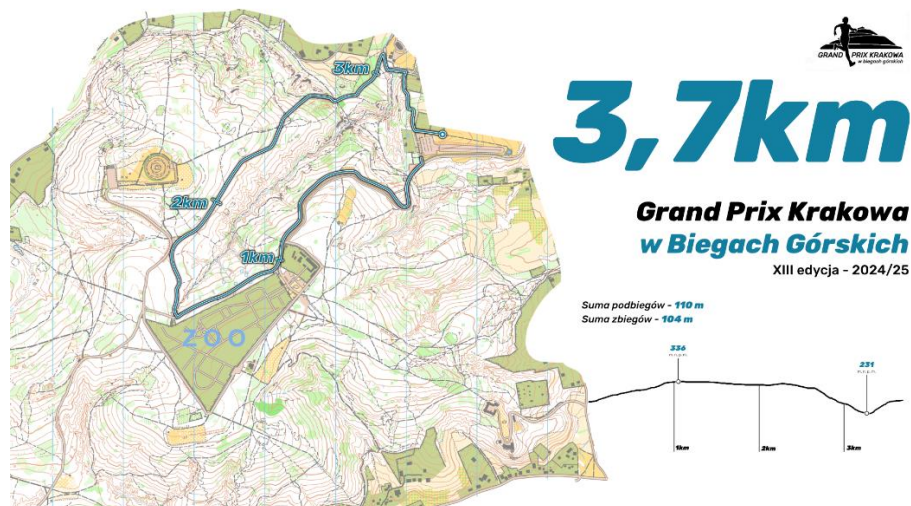 GRAND PRIX KRAKOWA
w biegach górskich
3,7km
Grand Prix Krakowa
w Biegach Górskich
XIII edycja - 2024/25
Suma podbiegów - 110 m
Suma zbiegów - 104 m
336
m n.p.m.
231
m n.p.m.
1km
2km
3km
3km
2km
1km
ZOO